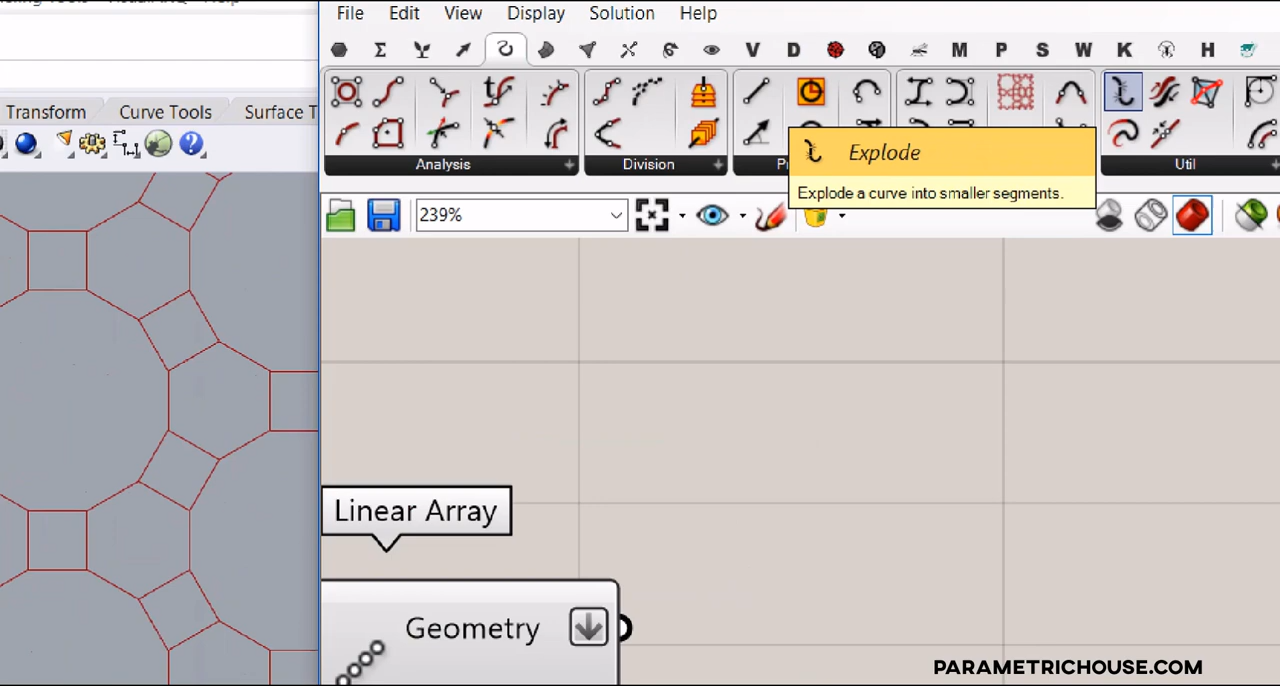 File Edit View Display Solution Help
V D M P S W K H
Transform Curve Tools Surface T
Analysis Division P Util
Explode
Explode a curve into smaller segments.
239%
Linear Array
Geometry
PARAMETRICHOUSE.COM